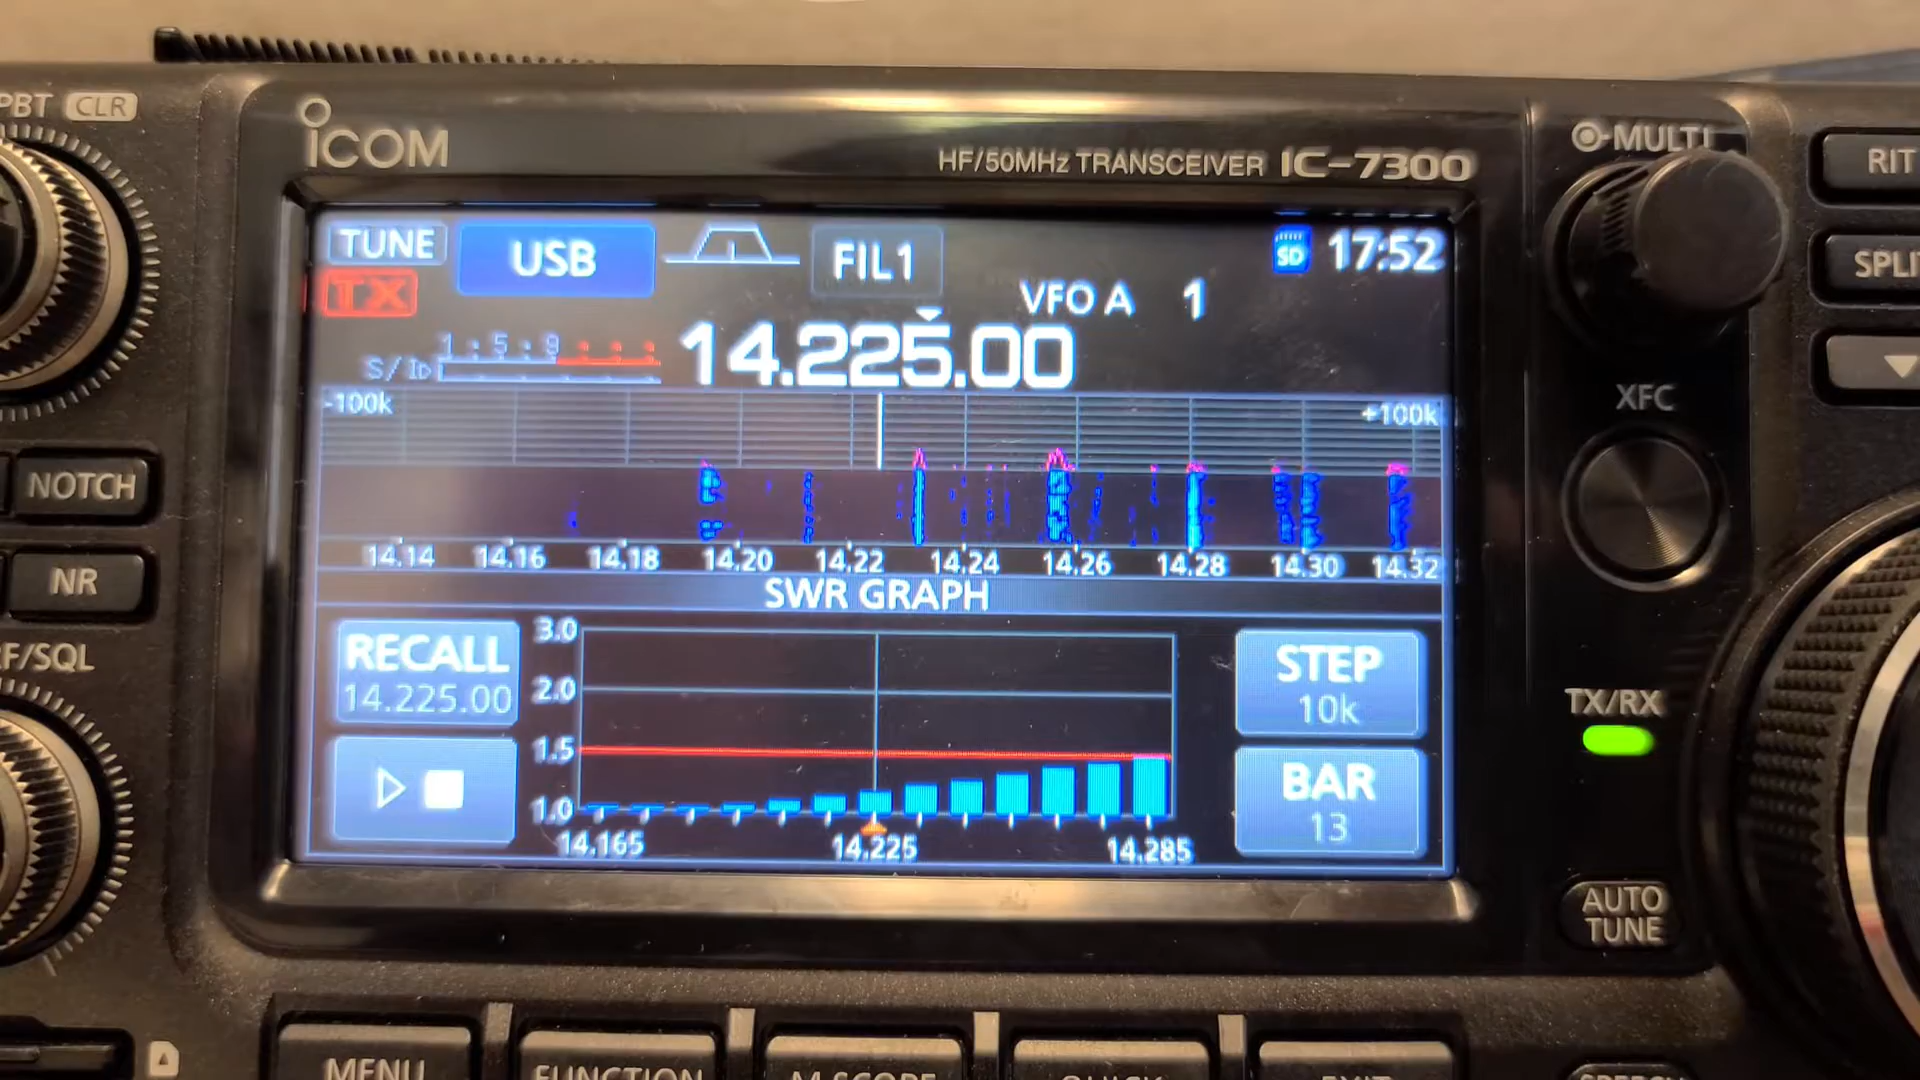 PBT CLR
ICOM
HF/50MHz TRANSCEIVER IC-7300
MULTI
RIT
TUNE
USB
FIL1
SD
17:52
TX
VFO A 1
14.225.00
1 5 9
S/ID
-100k
+100k
14.14 14.16 14.18 14.20 14.22 14.24 14.26 14.28 14.30 14.32
SWR GRAPH
RECALL
14.225.00
3.0
2.0
1.5
1.0
14.165 14.225 14.285
STEP
10k
BAR
13
NOTCH
NR
F/SQL
SPLI
XFC
TX/RX
AUTO
TUNE
MENU FUNCTION M.SCOPE QUICK EXIT
SPEECH